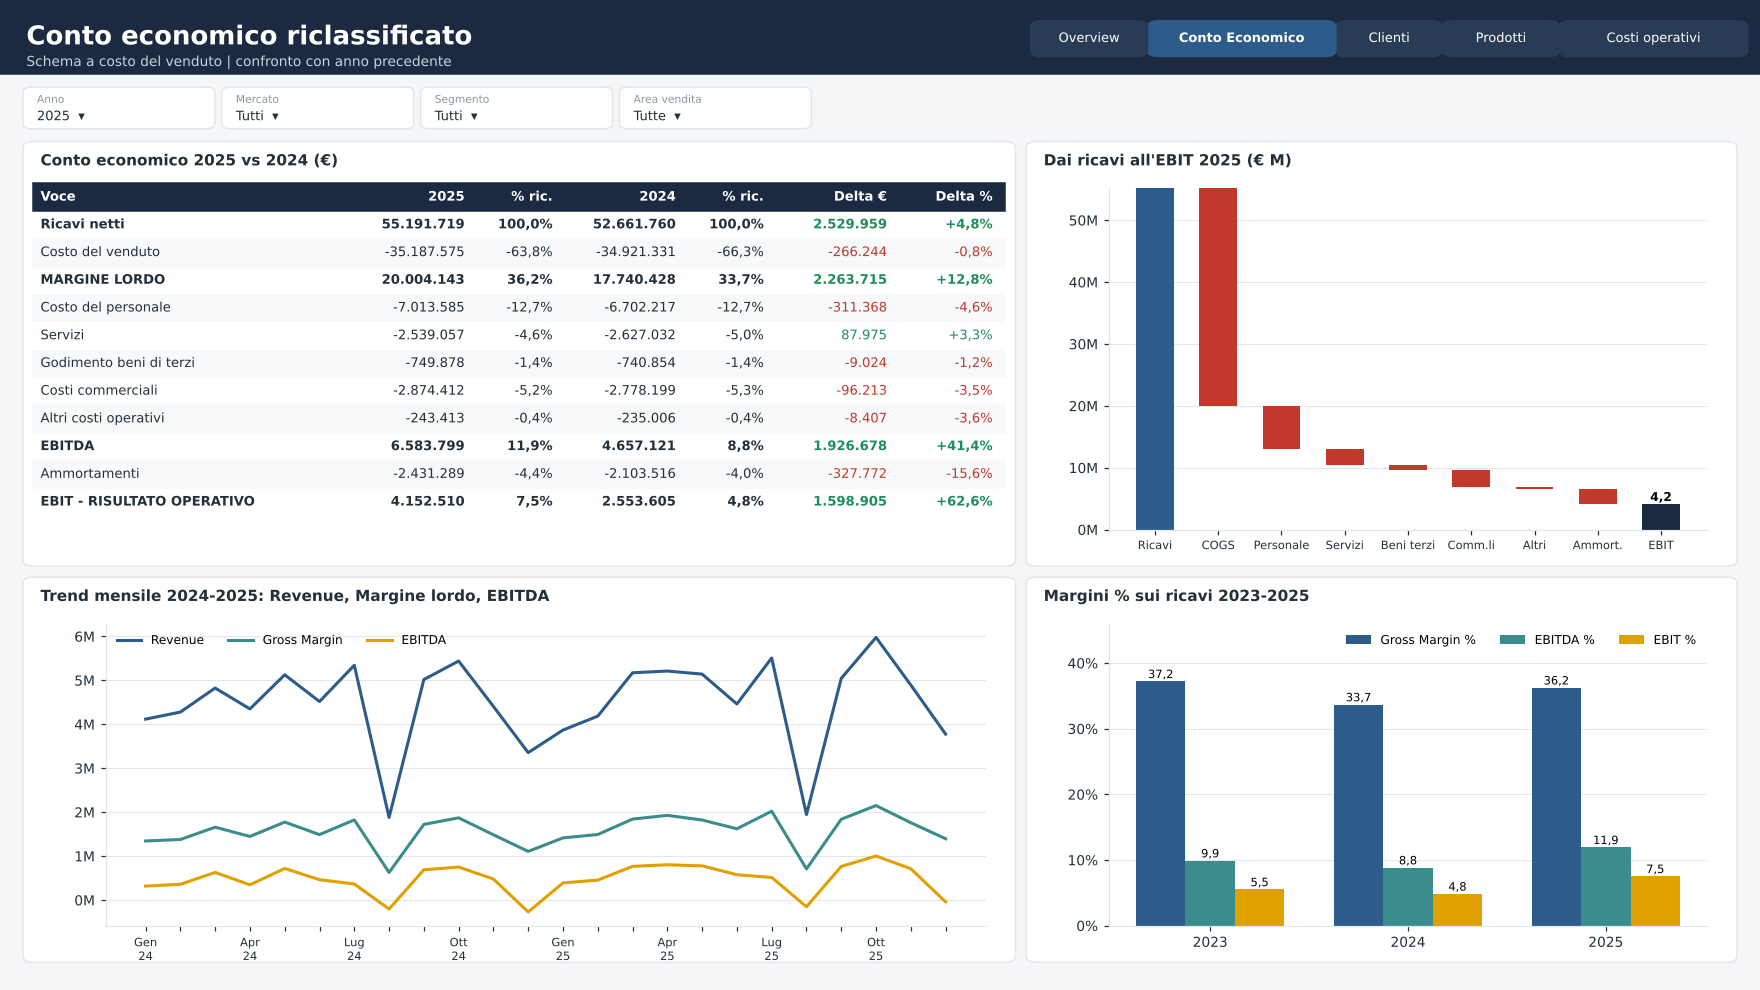 Conto economico riclassificato
Schema a costo del venduto | confronto con anno precedente
Overview
Conto Economico
Clienti
Prodotti
Costi operativi
Anno
2025 ▾
Mercato
Tutti ▾
Segmento
Tutti ▾
Area vendita
Tutte ▾
Conto economico 2025 vs 2024 (€)
Voce 2025 % ric. 2024 % ric. Delta € Delta %
Ricavi netti 55.191.719 100,0% 52.661.760 100,0% 2.529.959 +4,8%
Costo del venduto -35.187.575 -63,8% -34.921.331 -66,3% -266.244 -0,8%
MARGINE LORDO 20.004.143 36,2% 17.740.428 33,7% 2.263.715 +12,8%
Costo del personale -7.013.585 -12,7% -6.702.217 -12,7% -311.368 -4,6%
Servizi -2.539.057 -4,6% -2.627.032 -5,0% 87.975 +3,3%
Godimento beni di terzi -749.878 -1,4% -740.854 -1,4% -9.024 -1,2%
Costi commerciali -2.874.412 -5,2% -2.778.199 -5,3% -96.213 -3,5%
Altri costi operativi -243.413 -0,4% -235.006 -0,4% -8.407 -3,6%
EBITDA 6.583.799 11,9% 4.657.121 8,8% 1.926.678 +41,4%
Ammortamenti -2.431.289 -4,4% -2.103.516 -4,0% -327.772 -15,6%
EBIT - RISULTATO OPERATIVO 4.152.510 7,5% 2.553.605 4,8% 1.598.905 +62,6%
Dai ricavi all'EBIT 2025 (€ M)
50M
40M
30M
20M
10M
0M
4,2
Ricavi COGS Personale Servizi Beni terzi Comm.li Altri Ammort. EBIT
Trend mensile 2024-2025: Revenue, Margine lordo, EBITDA
Revenue Gross Margin EBITDA
6M
5M
4M
3M
2M
1M
0M
Gen Apr Lug Ott Gen Apr Lug Ott
24 24 24 24 25 25 25 25
Margini % sui ricavi 2023-2025
Gross Margin % EBITDA % EBIT %
40%
30%
20%
10%
0%
37,2
9,9
5,5
33,7
8,8
4,8
36,2
11,9
7,5
2023 2024 2025